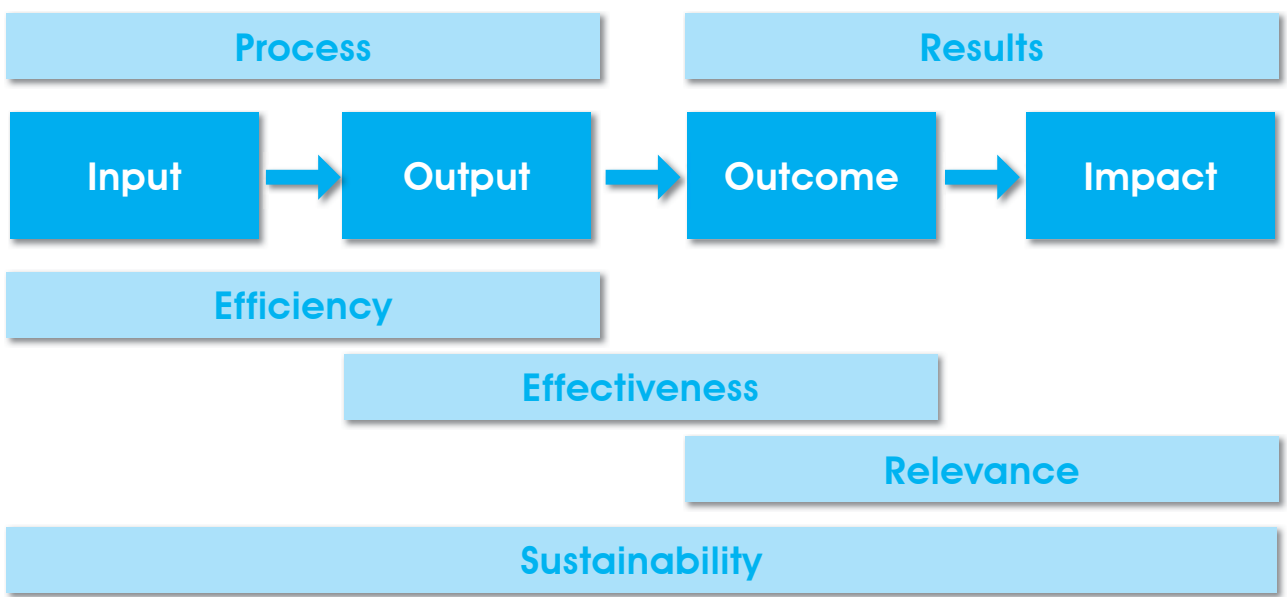 Process
Results
Input
Output
Outcome
Impact
Efficiency
Effectiveness
Relevance
Sustainability